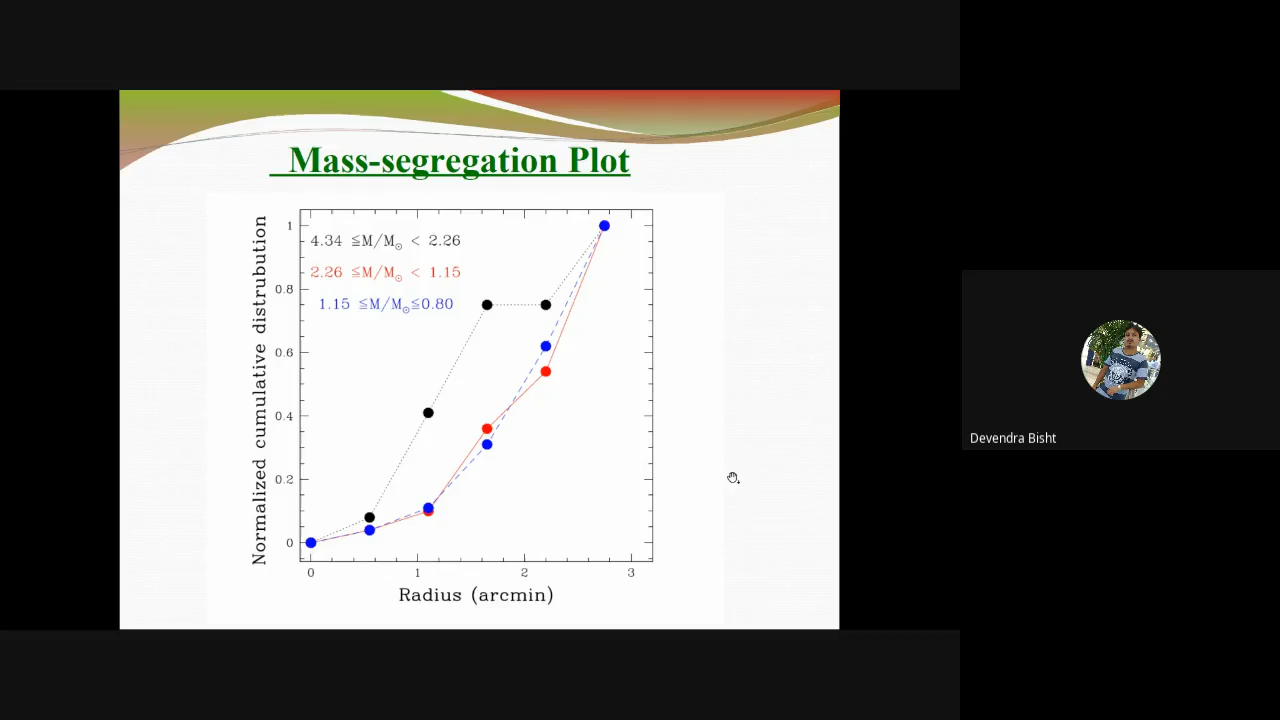 Mass-segregation Plot
Normalized cumulative distrubution
4.34 ≦M/M☉ < 2.26
2.26 ≦M/M☉ < 1.15
1.15 ≦M/M☉≦0.80
1
0.8
0.6
0.4
0.2
0
0 1 2 3
Radius (arcmin)
Devendra Bisht